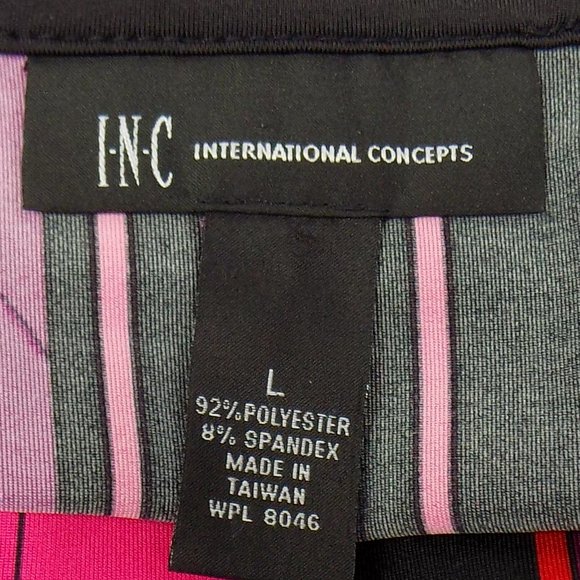 I·N·C INTERNATIONAL CONCEPTS
L
92% POLYESTER
8% SPANDEX
MADE IN
TAIWAN
WPL 8046